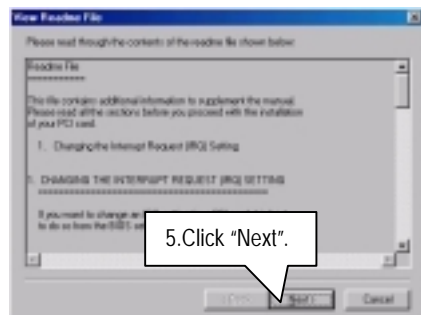 View Readme File
Please read through the contents of the readme file shown below:
Readme File
===========
This file contains additional information to supplement the manual.
Please read all the sections before you proceed with the installation
of your PCI card.
1. Changing the Interrupt Request (IRQ) Setting
1. CHANGING THE INTERRUPT REQUEST (IRQ) SETTING
If you want to change an
to do so from the BIOS
5.Click “Next”.
Next >
Cancel